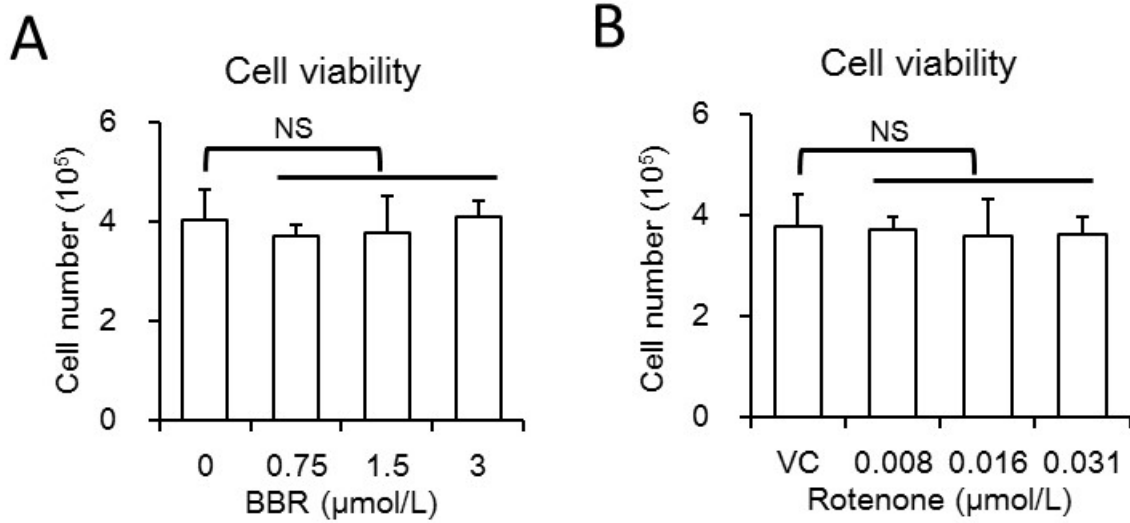 A
Cell viability
Cell number (10⁵)
6
4
2
0
NS
0 0.75 1.5 3
BBR (μmol/L)
B
Cell viability
Cell number (10⁵)
6
4
2
0
NS
VC 0.008 0.016 0.031
Rotenone (μmol/L)